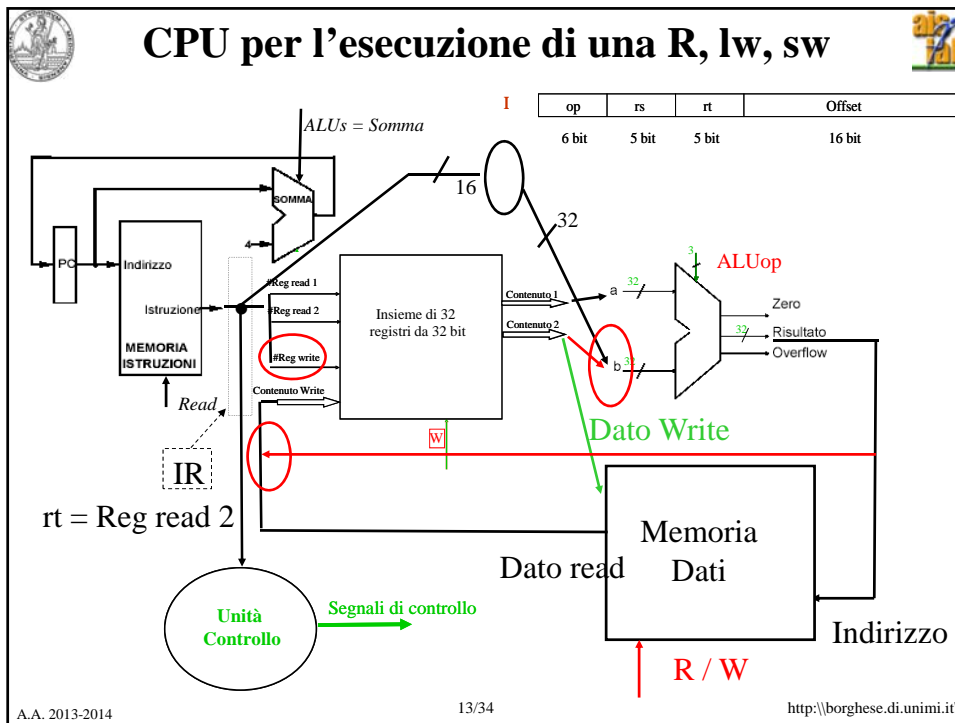 CPU per l'esecuzione di una R, lw, sw
I
op rs rt Offset
6 bit 5 bit 5 bit 16 bit
ALUs = Somma
SOMMA
16
32
4
PC
Indirizzo
Istruzione
MEMORIA
ISTRUZIONI
Read
IR
#Reg read 1
#Reg read 2
#Reg write
Contenuto Write
Insieme di 32
registri da 32 bit
Contenuto 1
Contenuto 2
W
a
32
b
32
3
ALUop
Zero
32
Risultato
Overflow
Dato Write
rt = Reg read 2
Memoria
Dati
Dato read
Indirizzo
R / W
Unità
Controllo
Segnali di controllo
A.A. 2013-2014
13/34
http:\\borghese.di.unimi.it\